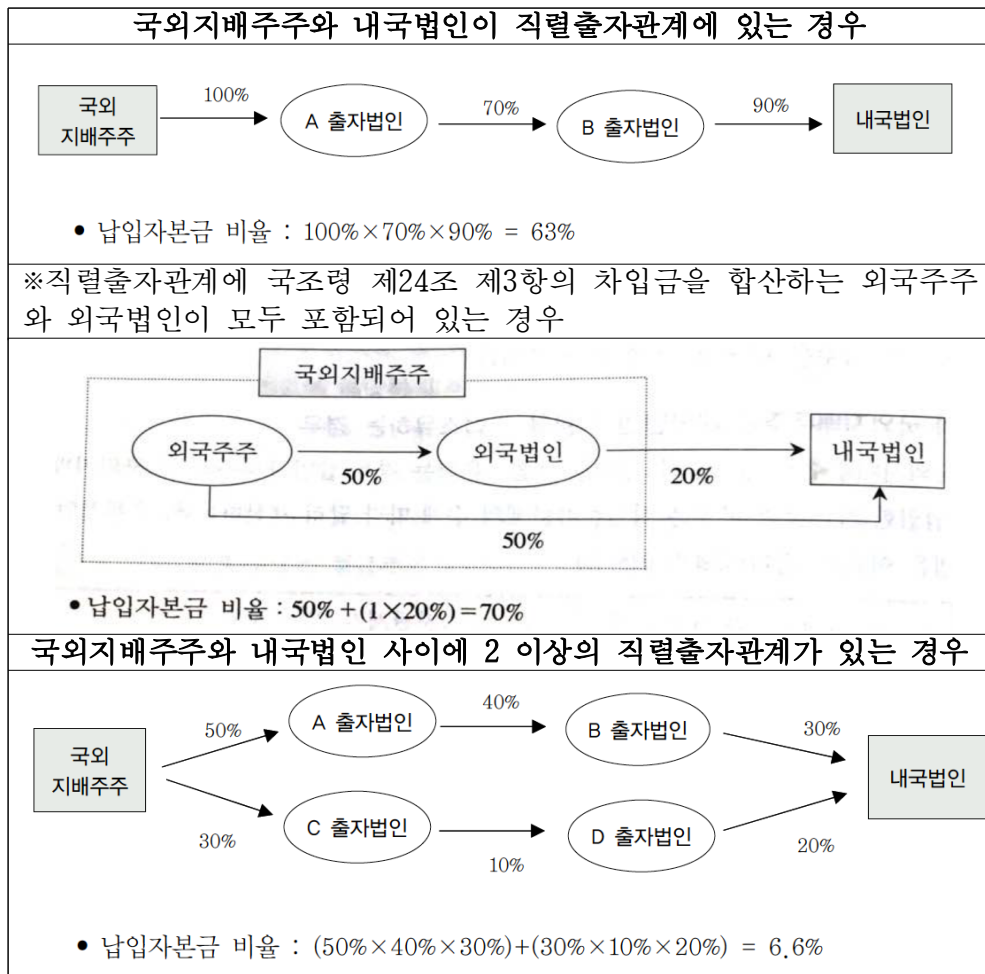 국외지배주주와 내국법인이 직렬출자관계에 있는 경우
국외
지배주주
100%
A 출자법인
70%
B 출자법인
90%
내국법인
• 납입자본금 비율 : 100%×70%×90% = 63%
※직렬출자관계에 국조령 제24조 제3항의 차입금을 합산하는 외국주주
와 외국법인이 모두 포함되어 있는 경우
국외지배주주
외국주주
50%
외국법인
20%
내국법인
50%
• 납입자본금 비율 : 50%+(1×20%)=70%
국외지배주주와 내국법인 사이에 2 이상의 직렬출자관계가 있는 경우
국외
지배주주
50%
A 출자법인
40%
B 출자법인
30%
내국법인
30%
C 출자법인
10%
D 출자법인
20%
• 납입자본금 비율 : (50%×40%×30%)+(30%×10%×20%) = 6.6%